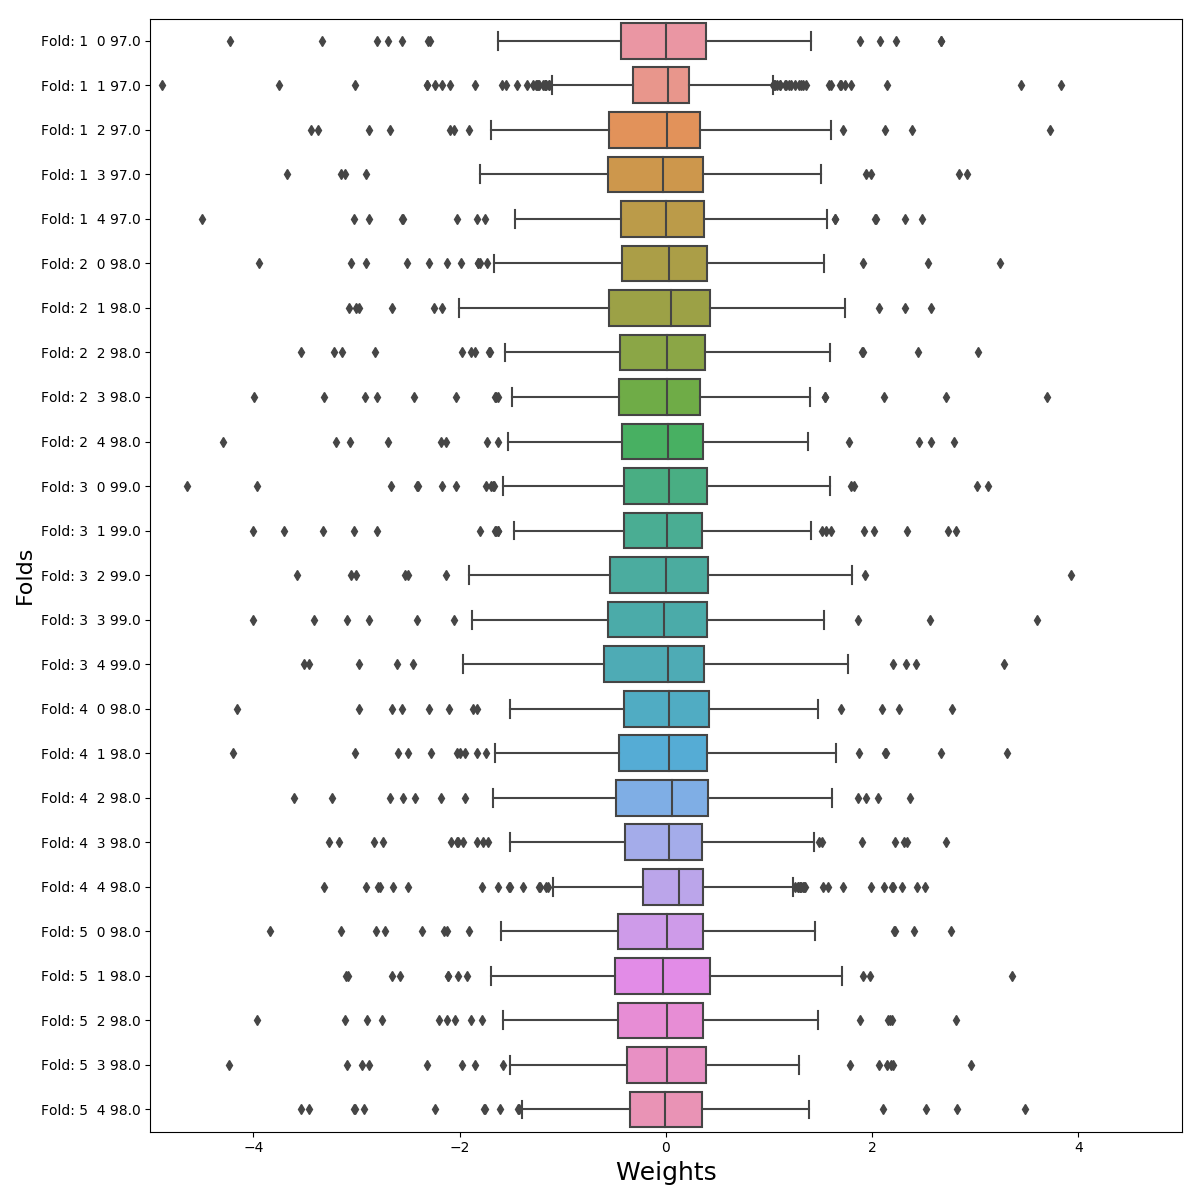 Fold: 1  0 97.0
Fold: 1  1 97.0
Fold: 1  2 97.0
Fold: 1  3 97.0
Fold: 1  4 97.0
Fold: 2  0 98.0
Fold: 2  1 98.0
Fold: 2  2 98.0
Fold: 2  3 98.0
Fold: 2  4 98.0
Fold: 3  0 99.0
Fold: 3  1 99.0
Fold: 3  2 99.0
Fold: 3  3 99.0
Fold: 3  4 99.0
Fold: 4  0 98.0
Fold: 4  1 98.0
Fold: 4  2 98.0
Fold: 4  3 98.0
Fold: 4  4 98.0
Fold: 5  0 98.0
Fold: 5  1 98.0
Fold: 5  2 98.0
Fold: 5  3 98.0
Fold: 5  4 98.0
Folds
−4 −2 0 2 4
Weights